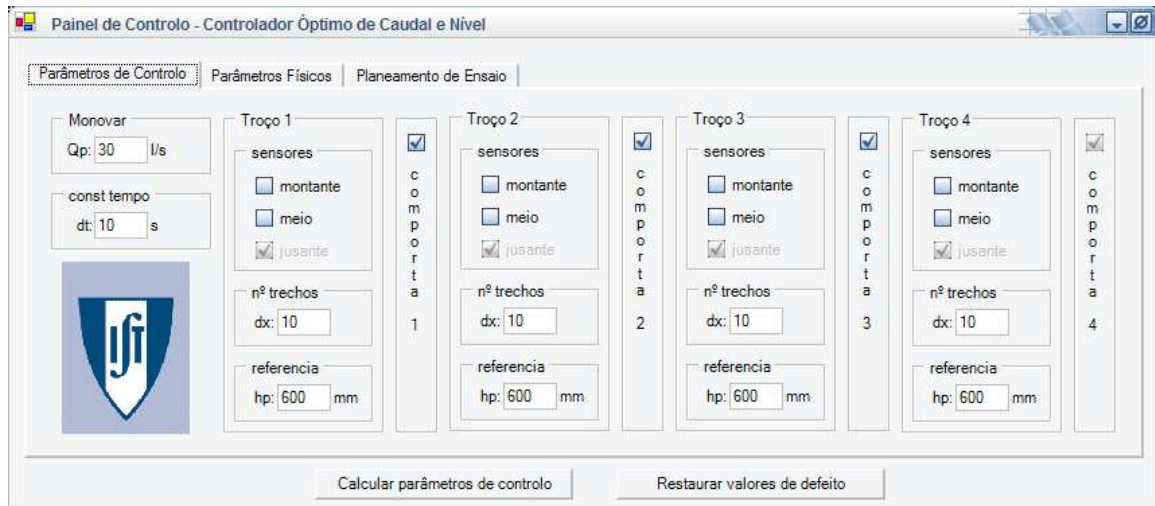 Painel de Controlo - Controlador Óptimo de Caudal e Nível
Parâmetros de Controlo
Parâmetros Físicos
Planeamento de Ensaio
Monovar
Qp: 30 l/s
const tempo
dt: 10 s
IST
Troço 1
sensores
montante
meio
jusante
nº trechos
dx: 10
referencia
hp: 600 mm
comporta 1
Troço 2
sensores
montante
meio
jusante
nº trechos
dx: 10
referencia
hp: 600 mm
comporta 2
Troço 3
sensores
montante
meio
jusante
nº trechos
dx: 10
referencia
hp: 600 mm
comporta 3
Troço 4
sensores
montante
meio
jusante
nº trechos
dx: 10
referencia
hp: 600 mm
comporta 4
Calcular parâmetros de controlo
Restaurar valores de defeito